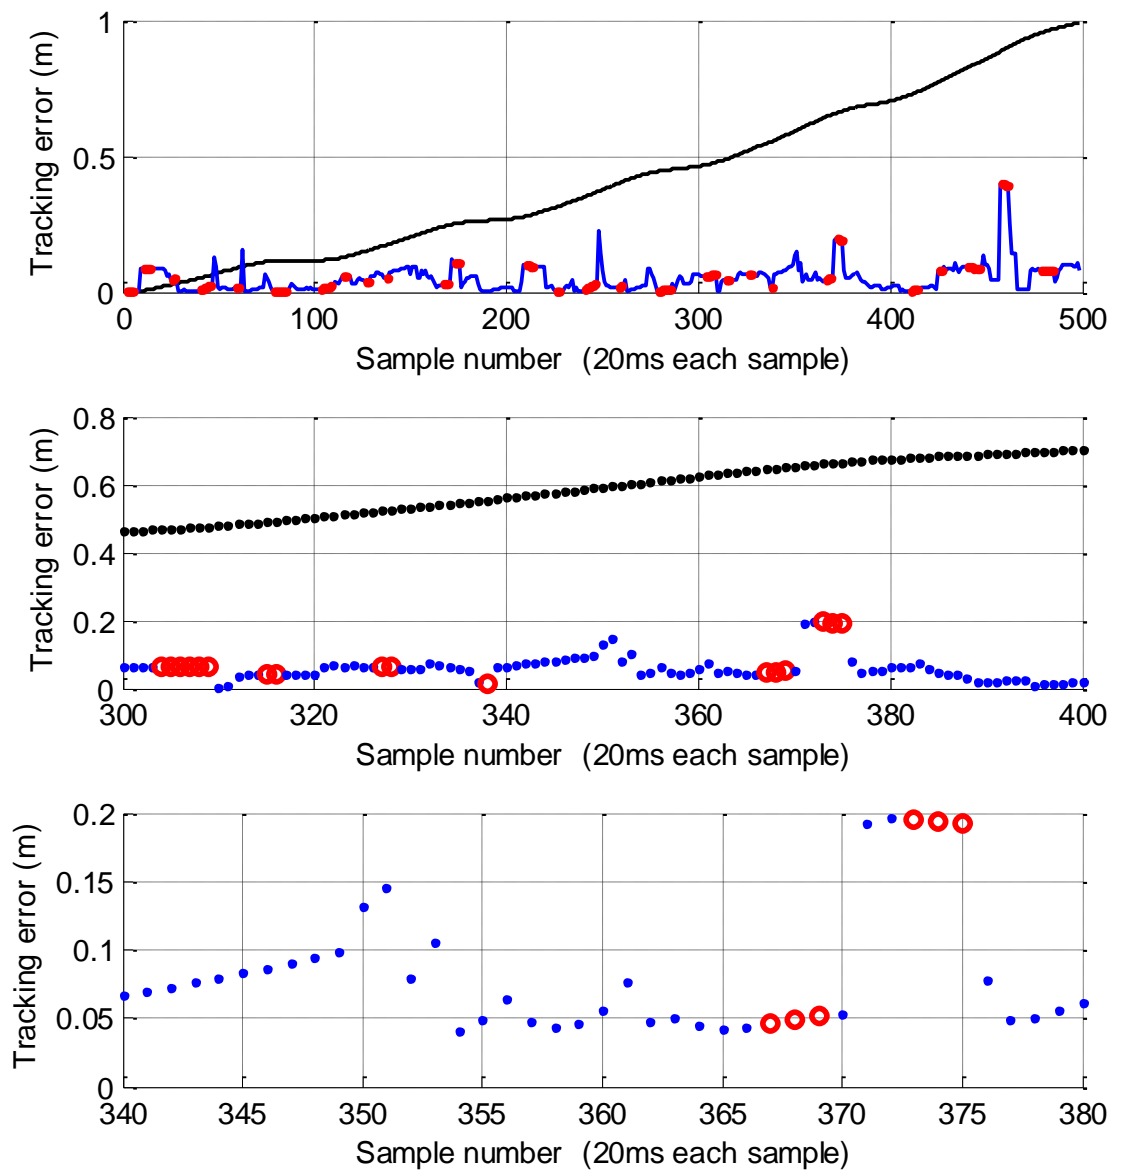 Tracking error (m)
1
0.5
0
0 100 200 300 400 500
Sample number (20ms each sample)
Tracking error (m)
0.8
0.6
0.4
0.2
0
300 320 340 360 380 400
Sample number (20ms each sample)
Tracking error (m)
0.2
0.15
0.1
0.05
0
340 345 350 355 360 365 370 375 380
Sample number (20ms each sample)